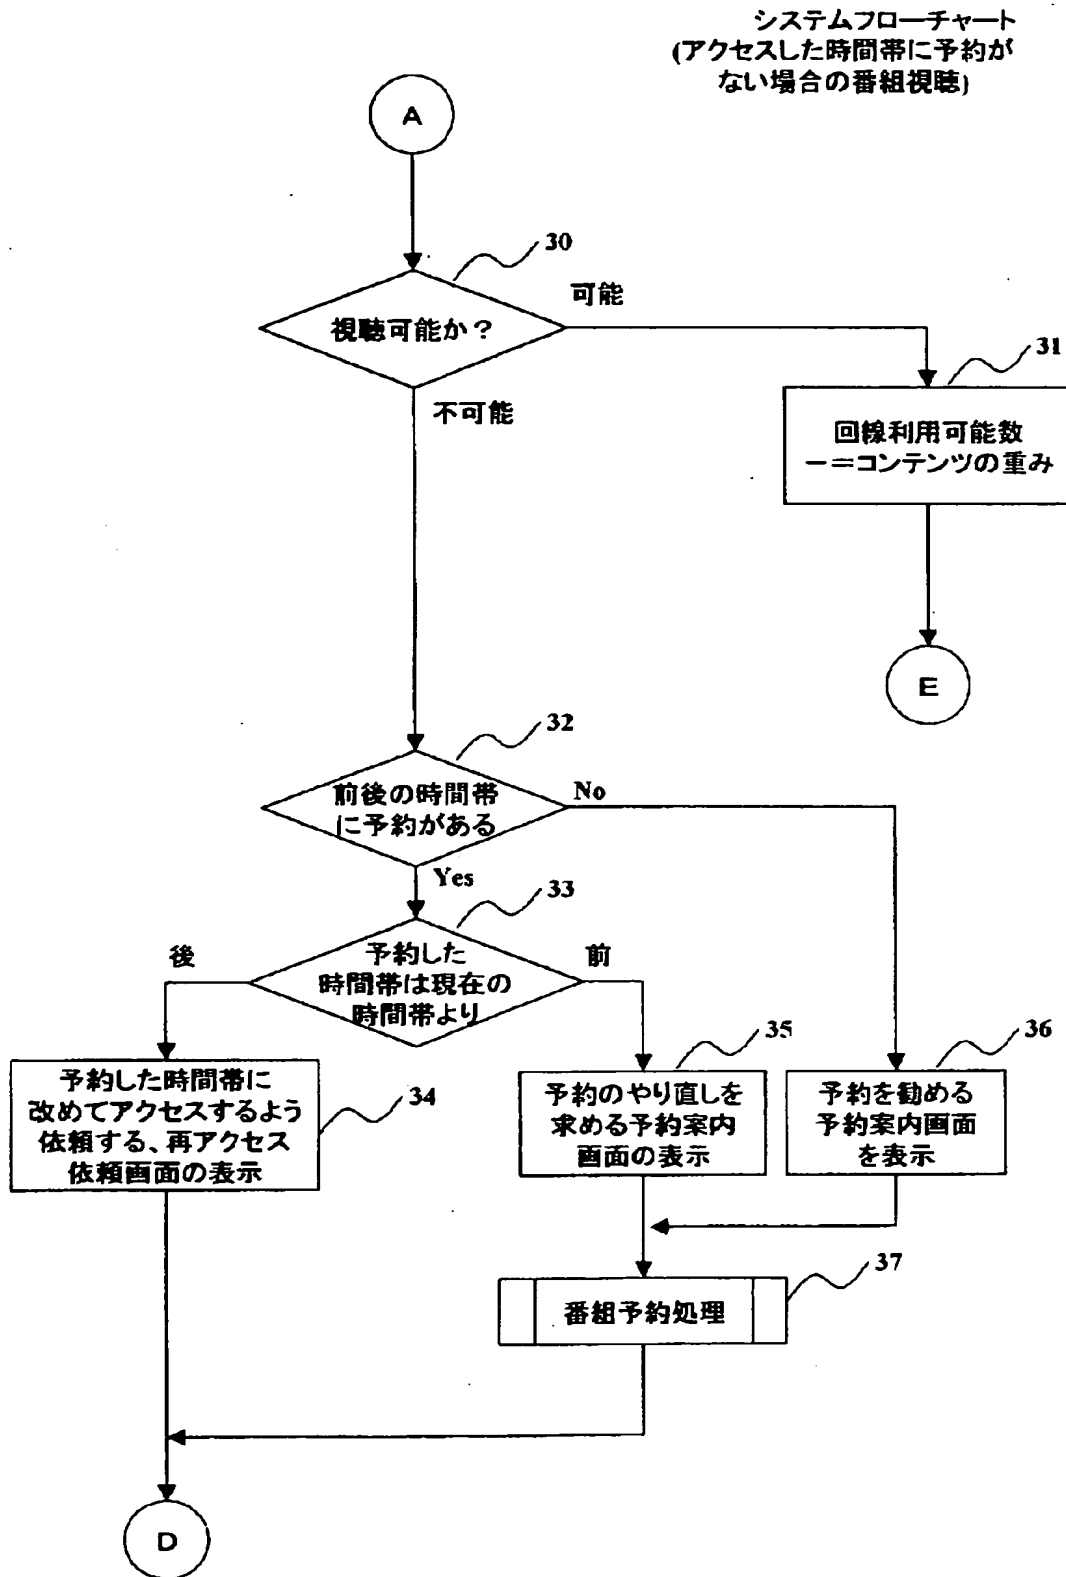 システムフローチャート
(アクセスした時間帯に予約が
ない場合の番組視聴)
A
30
視聴可能か？
可能
不可能
31
回線利用可能数
－＝コンテンツの重み
E
32
前後の時間帯
に予約がある
No
Yes
33
予約した
時間帯は現在の
時間帯より
後
前
34
予約した時間帯に
改めてアクセスするよう
依頼する、再アクセス
依頼画面の表示
35
予約のやり直しを
求める予約案内
画面の表示
36
予約を勧める
予約案内画面
を表示
37
番組予約処理
D